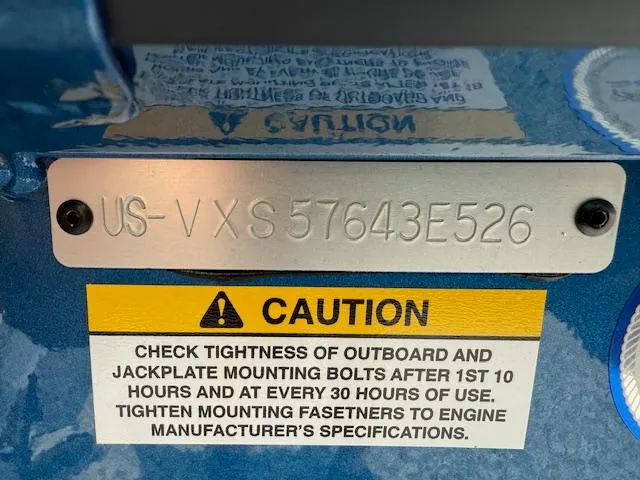 US-VXS57643E526
CAUTION
CHECK TIGHTNESS OF OUTBOARD AND
JACKPLATE MOUNTING BOLTS AFTER 1ST 10
HOURS AND AT EVERY 30 HOURS OF USE.
TIGHTEN MOUNTING FASETNERS TO ENGINE
MANUFACTURER'S SPECIFICATIONS.